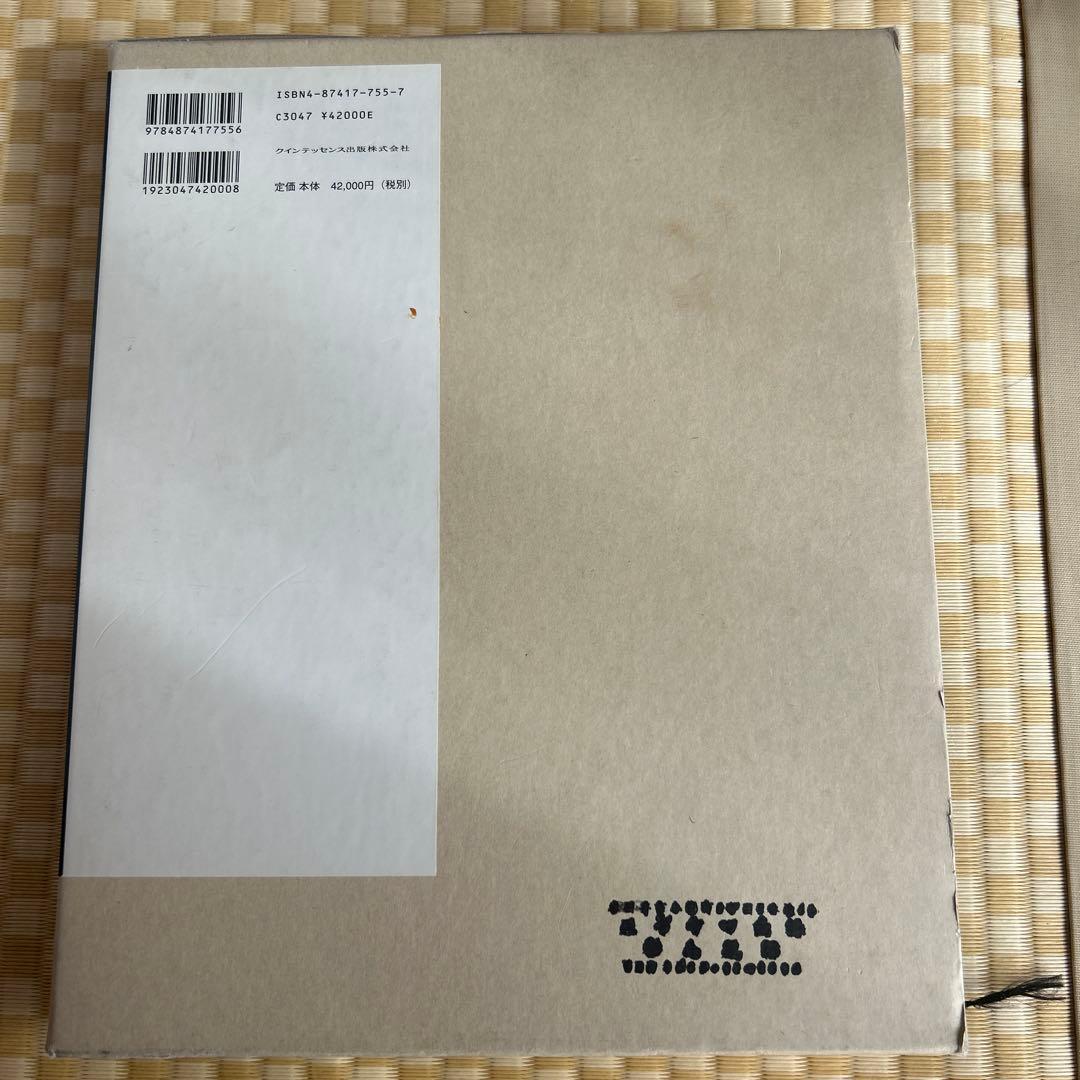 ISBN4-87417-755-7
9784874177556
C3047 ¥42000E
クインテッセンス出版株式会社
1923047420008
定価 本体 42,000円（税別）